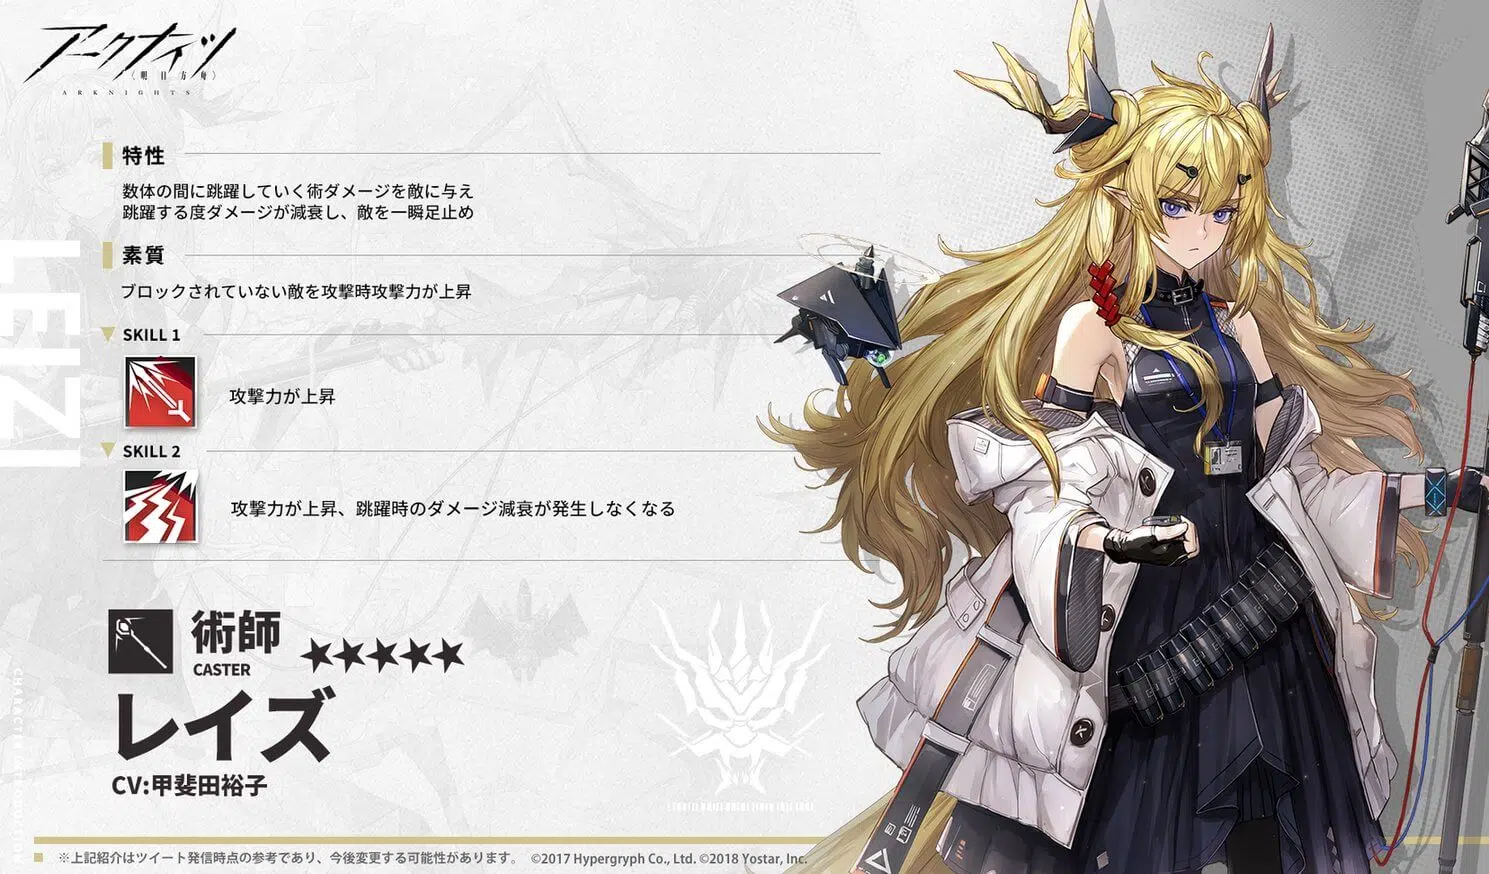 アークナイツ
〈明日方舟〉
ARKNIGHTS
特性
数体の間に跳躍していく術ダメージを敵に与え
跳躍する度ダメージが減衰し、敵を一瞬足止め
素質
ブロックされていない敵を攻撃時攻撃力が上昇
SKILL 1
攻撃力が上昇
SKILL 2
攻撃力が上昇、跳躍時のダメージ減衰が発生しなくなる
LEIZI
術師
CASTER
★★★★★
レイズ
CV:甲斐田裕子
CHARACTER INTRODUCTION
※上記紹介はツイート発信時点の参考であり、今後変更する可能性があります。 ©2017 Hypergryph Co., Ltd. ©2018 Yostar, Inc.